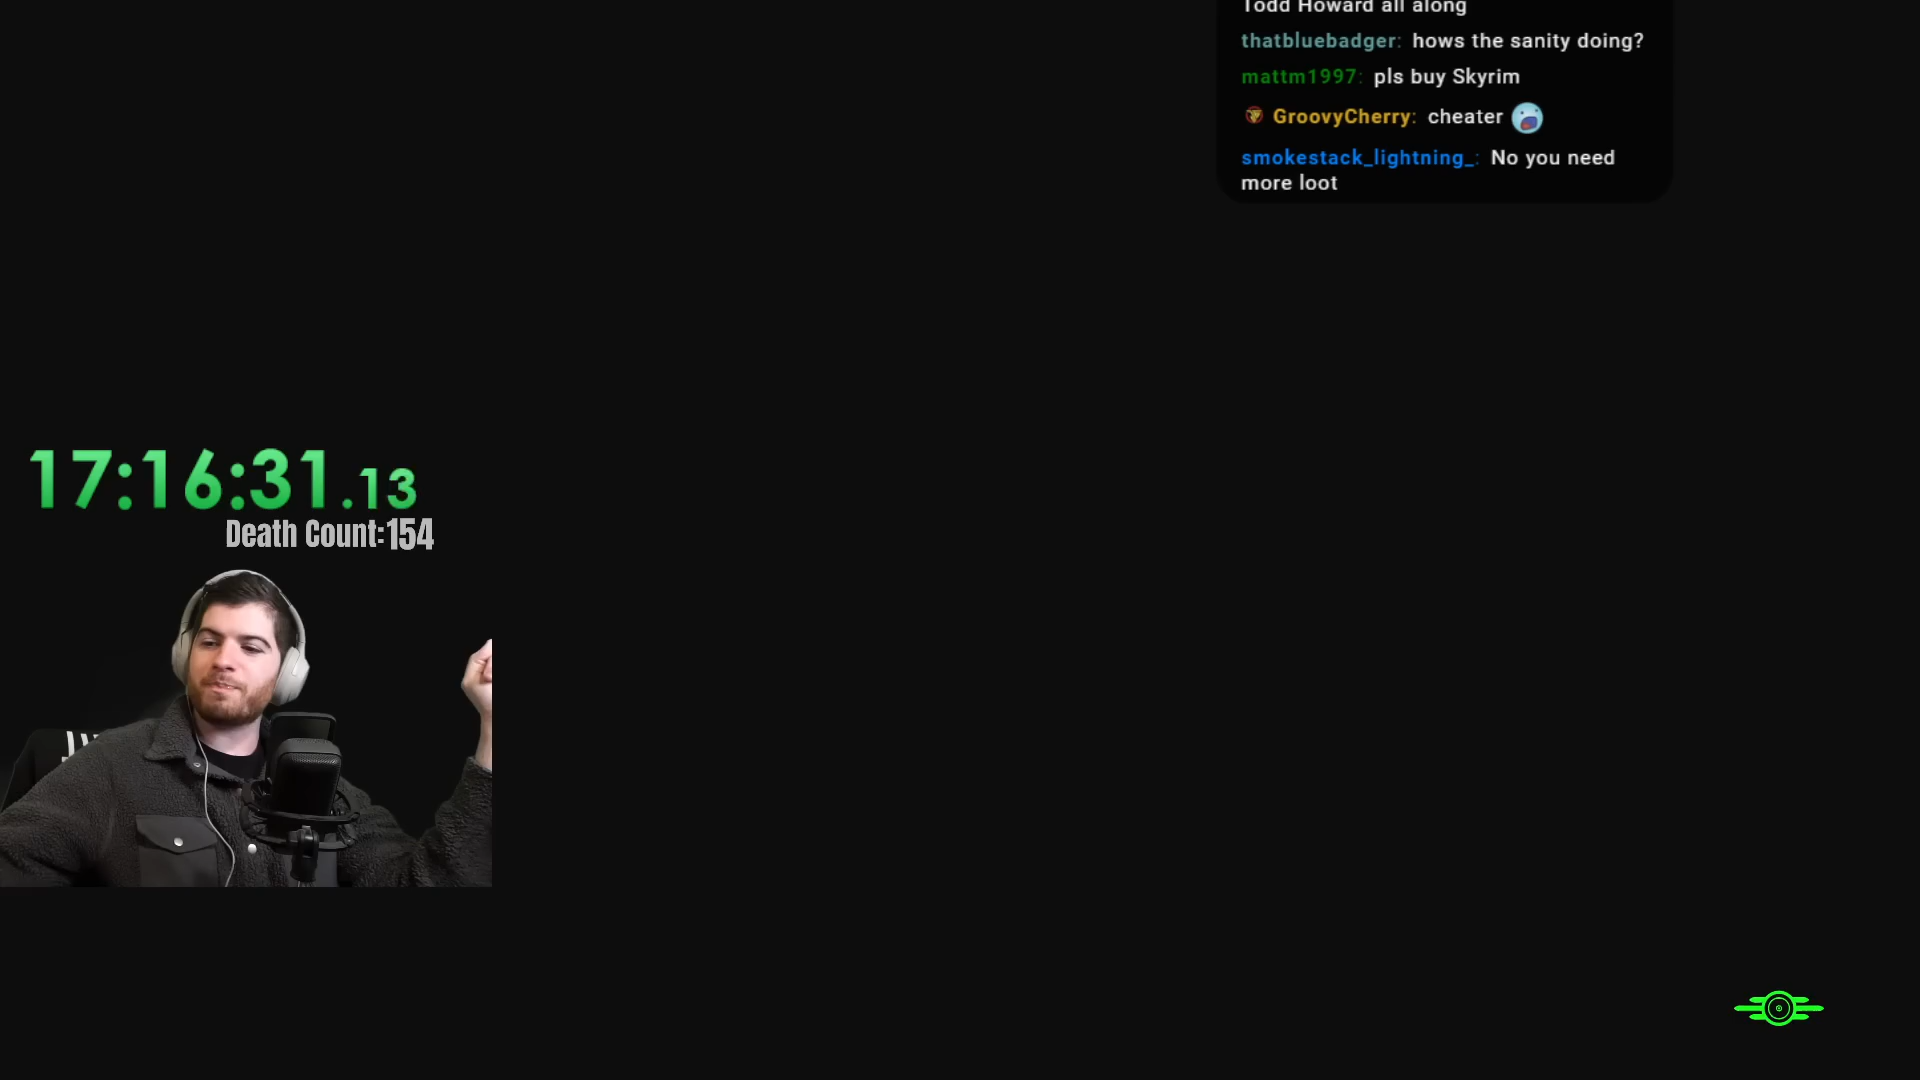 Todd Howard all along
thatbluebadger: hows the sanity doing?
mattm1997: pls buy Skyrim
GroovyCherry: cheater
smokestack_lightning_: No you need
more loot
17:16:31.13
Death Count:154